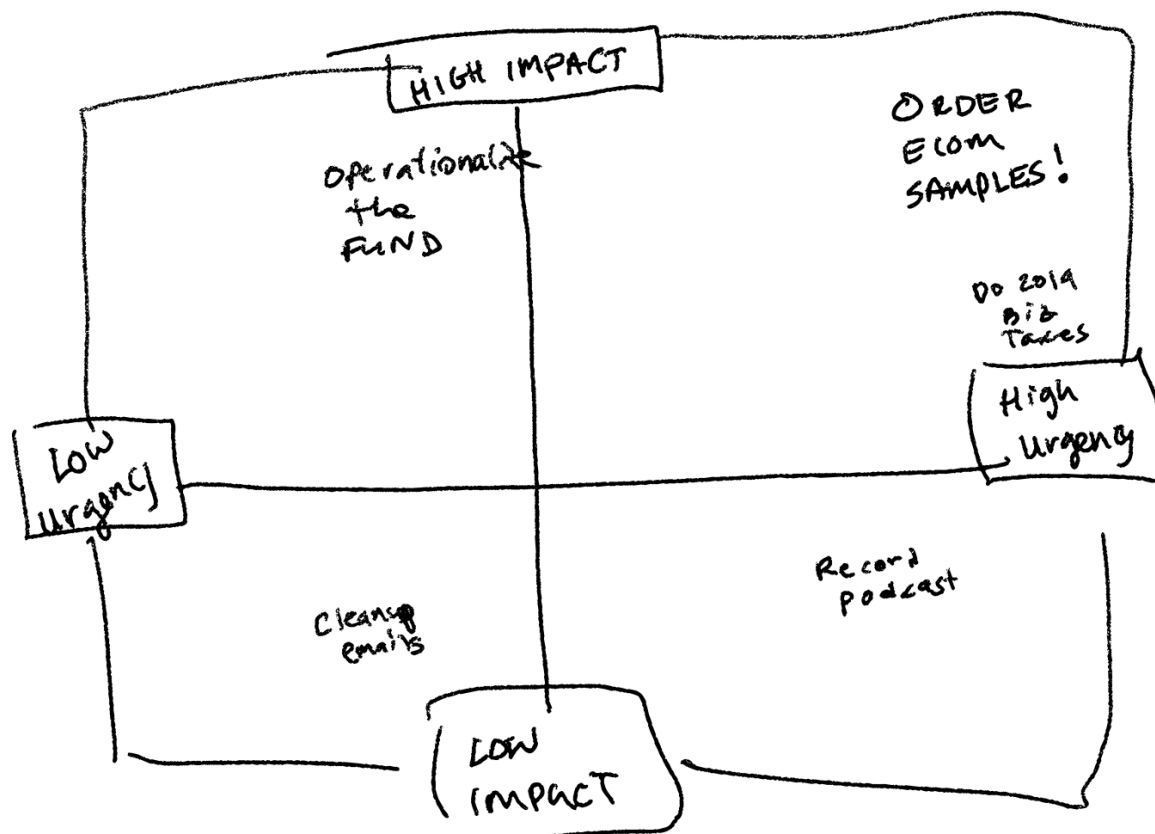 HIGH IMPACT
Operationalize
the
FUND
ORDER
ECOM
SAMPLES!
DO 2019
Biz
Taxes
High
urgency
LOW
urgency
Record
podcast
Cleanup
emails
LOW
IMPACT